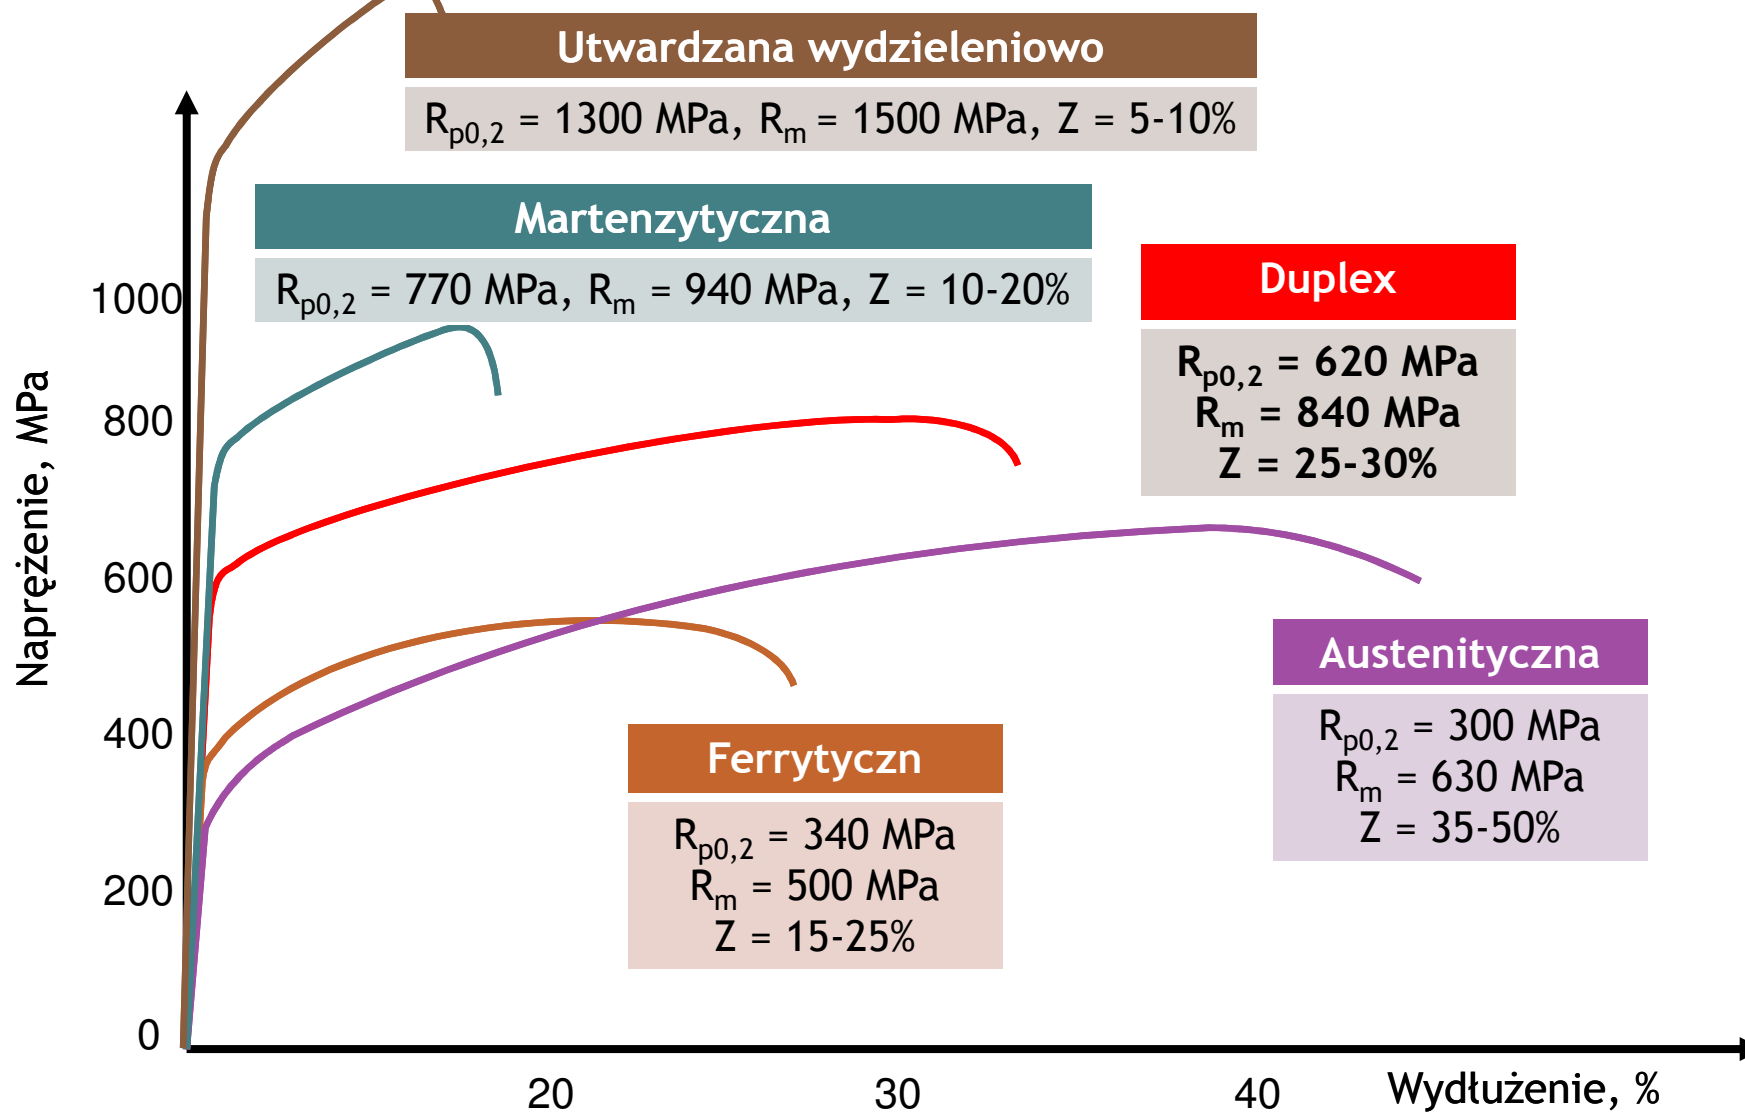 Utwardzana wydzieleniowo
Rp0,2 = 1300 MPa, Rm = 1500 MPa, Z = 5-10%
Martenzytyczna
Rp0,2 = 770 MPa, Rm = 940 MPa, Z = 10-20%
Duplex
Rp0,2 = 620 MPa
Rm = 840 MPa
Z = 25-30%
Austenityczna
Rp0,2 = 300 MPa
Rm = 630 MPa
Z = 35-50%
Ferrytyczn
Rp0,2 = 340 MPa
Rm = 500 MPa
Z = 15-25%
Naprężenie, MPa
1000
800
600
400
200
0
20 30 40 Wydłużenie, %